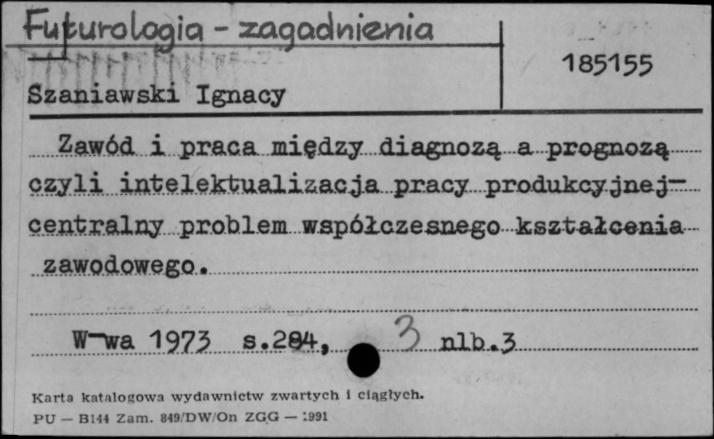 Futurologia - zagadnienia
185155
Szaniawski Ignacy
Zawód i praca między diagnozą a prognozą
czyli intelektualizacja pracy produkcyjnej-
centralny problem współczesnego kształcenia
zawodowego.
W-wa 1973 s.284, 3 nlb.3
Karta katalogowa wydawnictw zwartych i ciągłych.
PU — B144 Zam. 849/DW/On ZGG — 1991